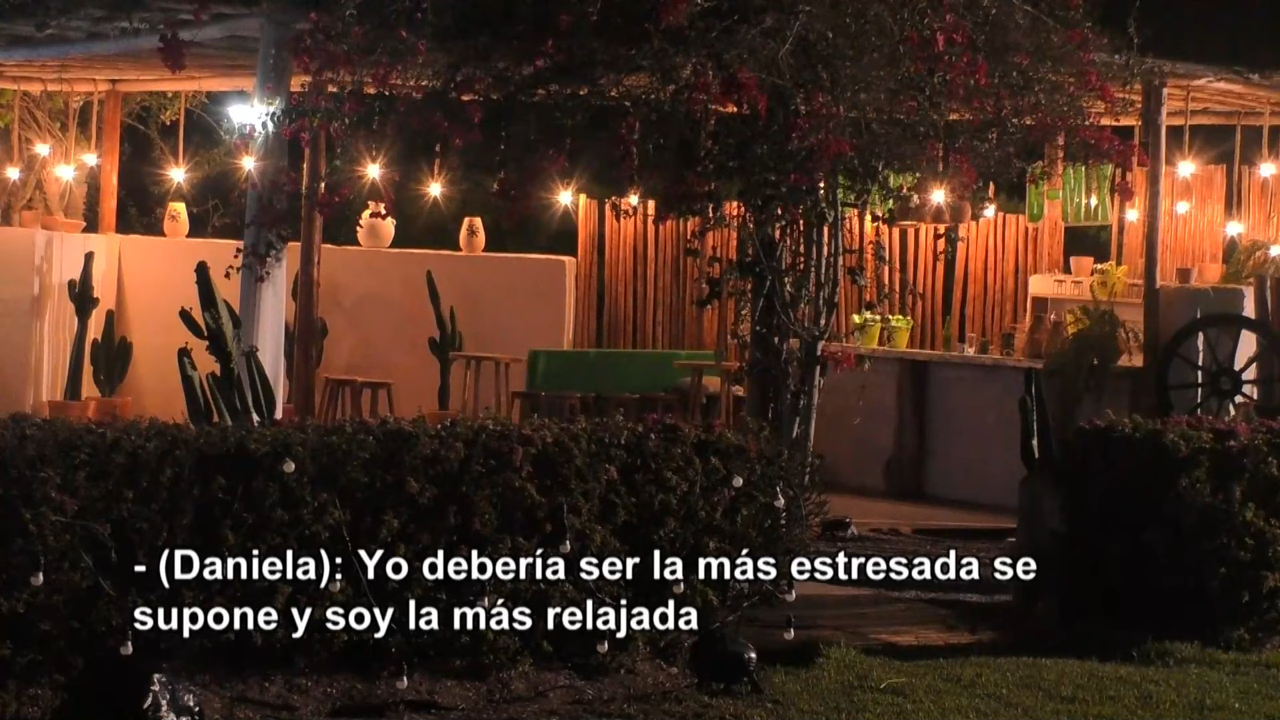 - (Daniela): Yo debería ser la más estresada se
supone y soy la más relajada